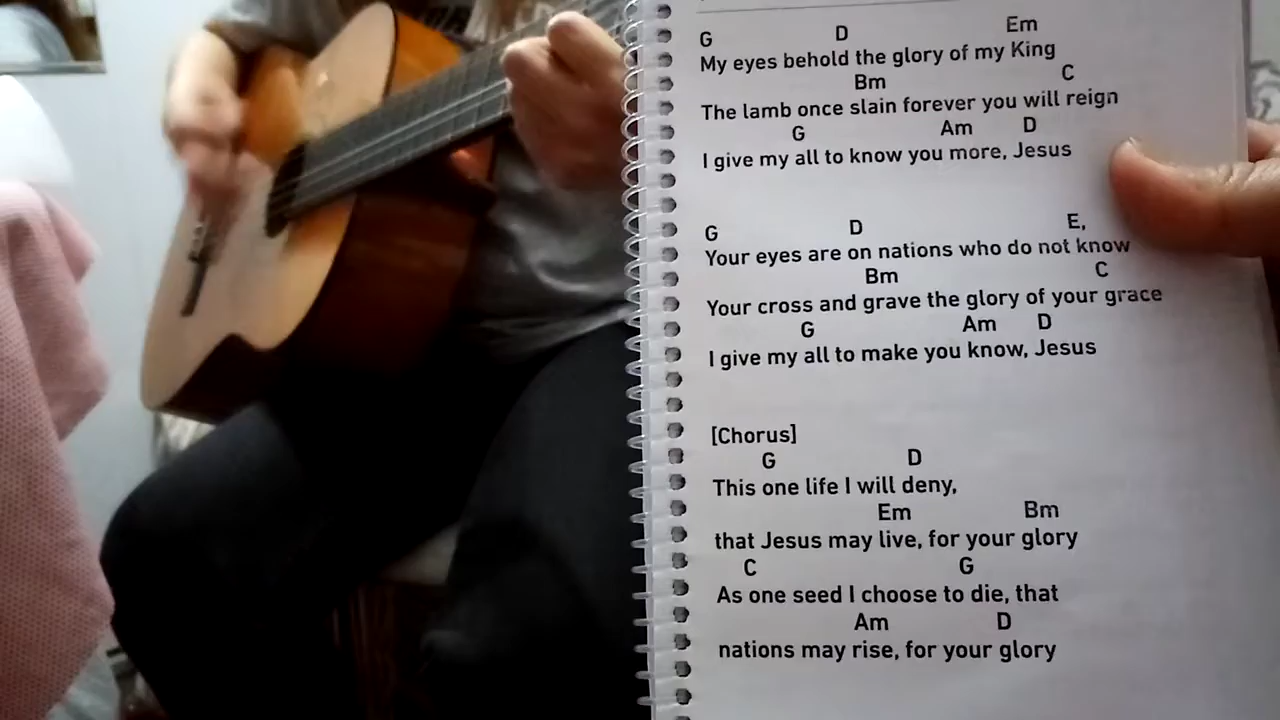 G D Em
My eyes behold the glory of my King
Bm C
The lamb once slain forever you will reign
G Am D
I give my all to know you more, Jesus
G D E,
Your eyes are on nations who do not know
Bm C
Your cross and grave the glory of your grace
G Am D
I give my all to make you know, Jesus
[Chorus]
G D
This one life I will deny,
Em Bm
that Jesus may live, for your glory
C G
As one seed I choose to die, that
Am D
nations may rise, for your glory